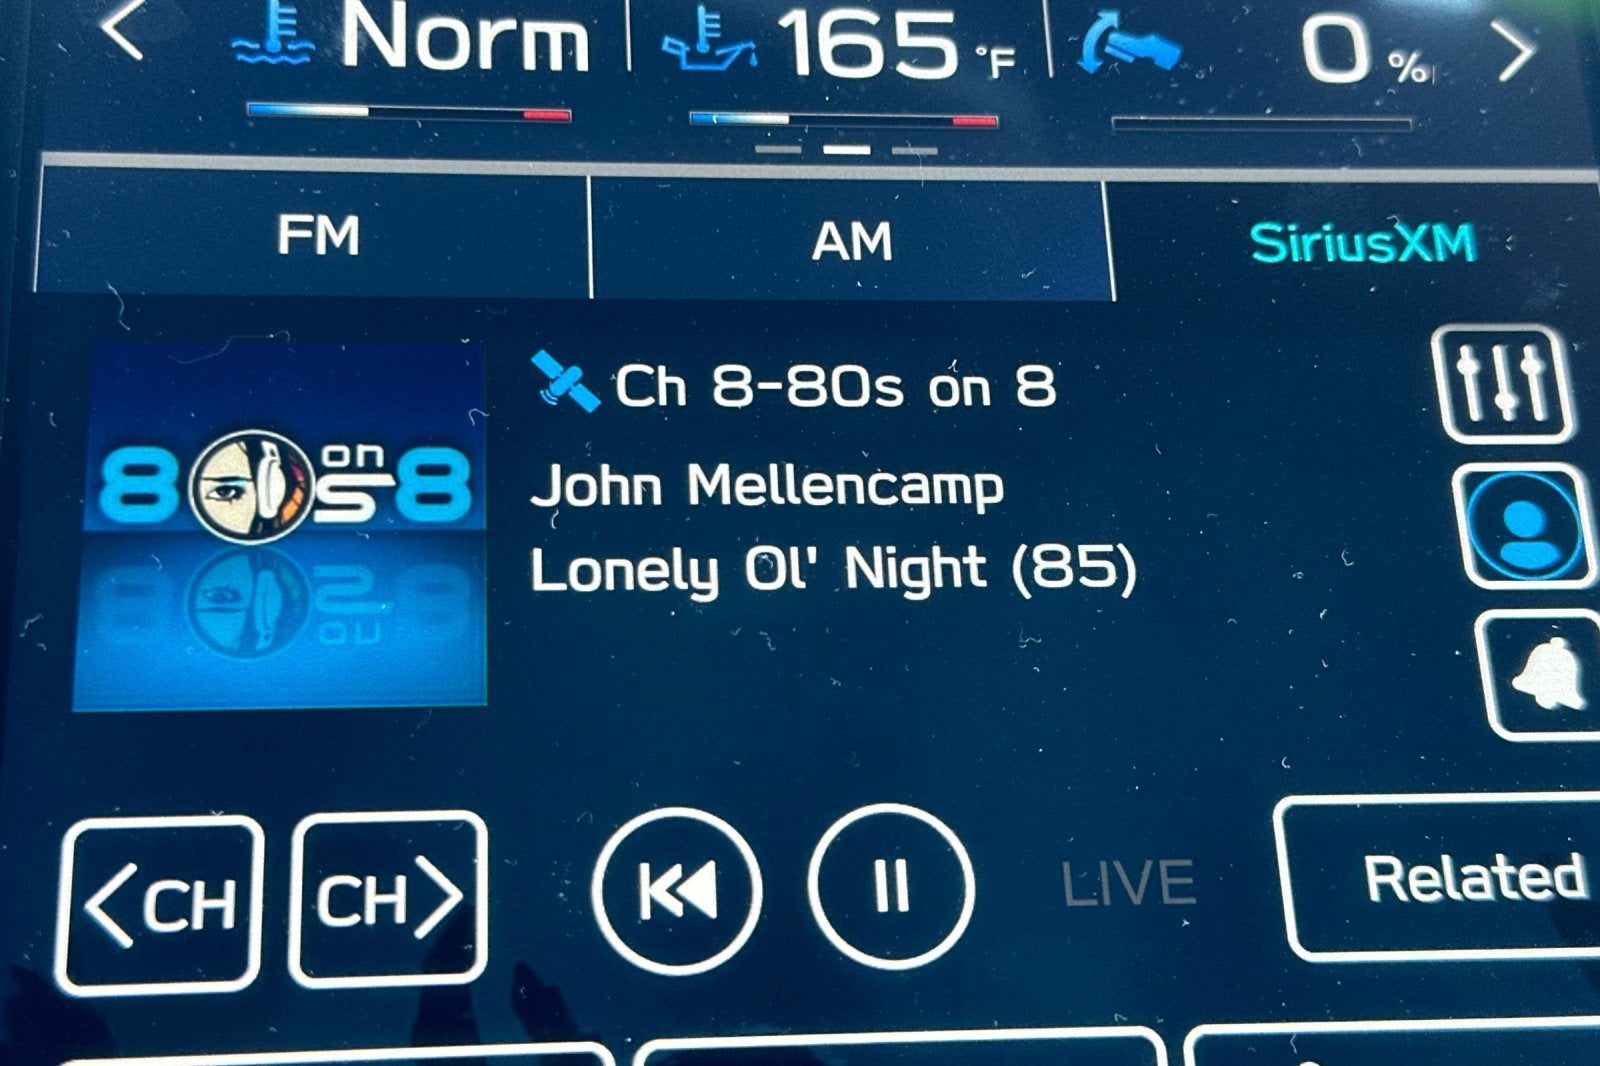 Norm 165 °F 0 %
FM AM SiriusXM
Ch 8-80s on 8
80s on 8
John Mellencamp
Lonely Ol' Night (85)
CH CH LIVE Related